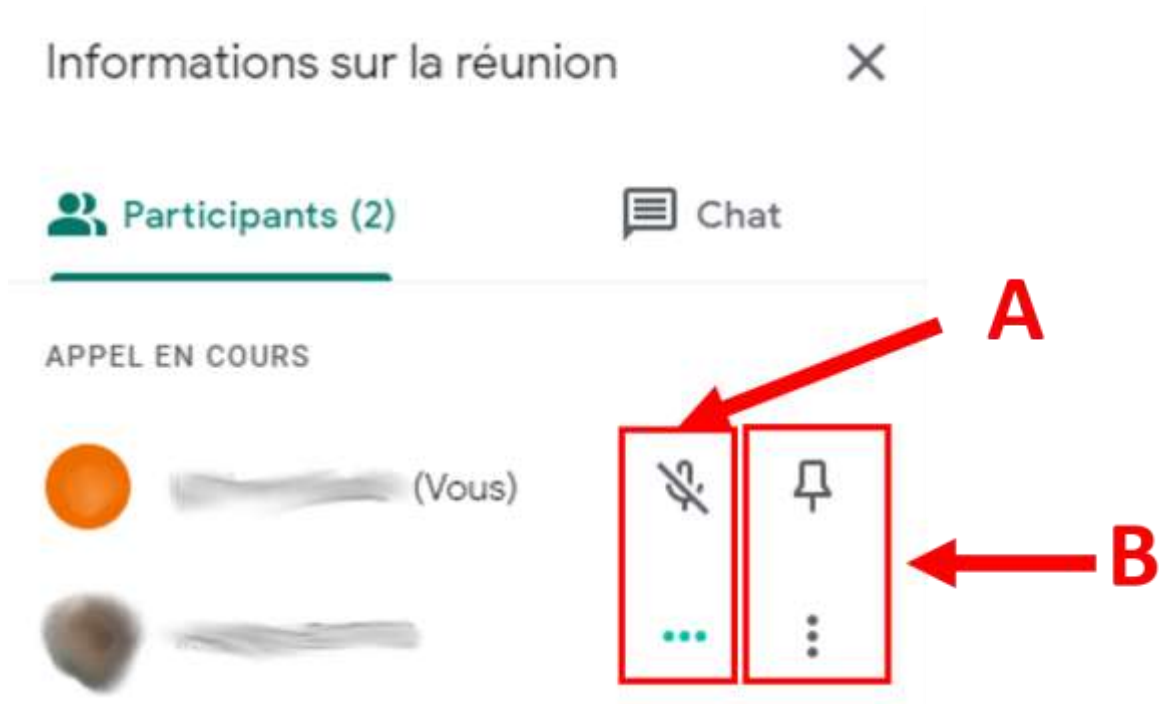 Informations sur la réunion
Participants (2)
Chat
A
APPEL EN COURS
(Vous)
B